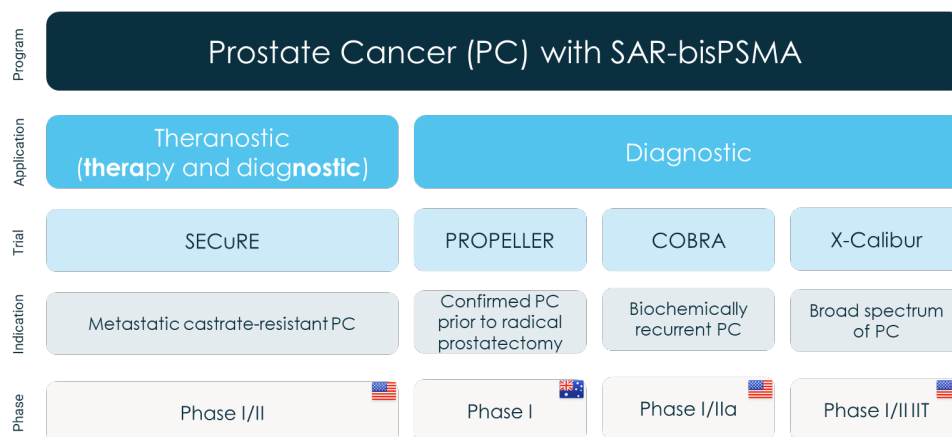 Program
Prostate Cancer (PC) with SAR-bisPSMA
Application
Theranostic
(therapy and diagnostic)
Diagnostic
Trial
SECuRE
PROPELLER
COBRA
X-Calibur
Indication
Metastatic castrate-resistant PC
Confirmed PC
prior to radical
prostatectomy
Biochemically
recurrent PC
Broad spectrum
of PC
Phase
Phase I/II
Phase I
Phase I/IIa
Phase I/II IIT